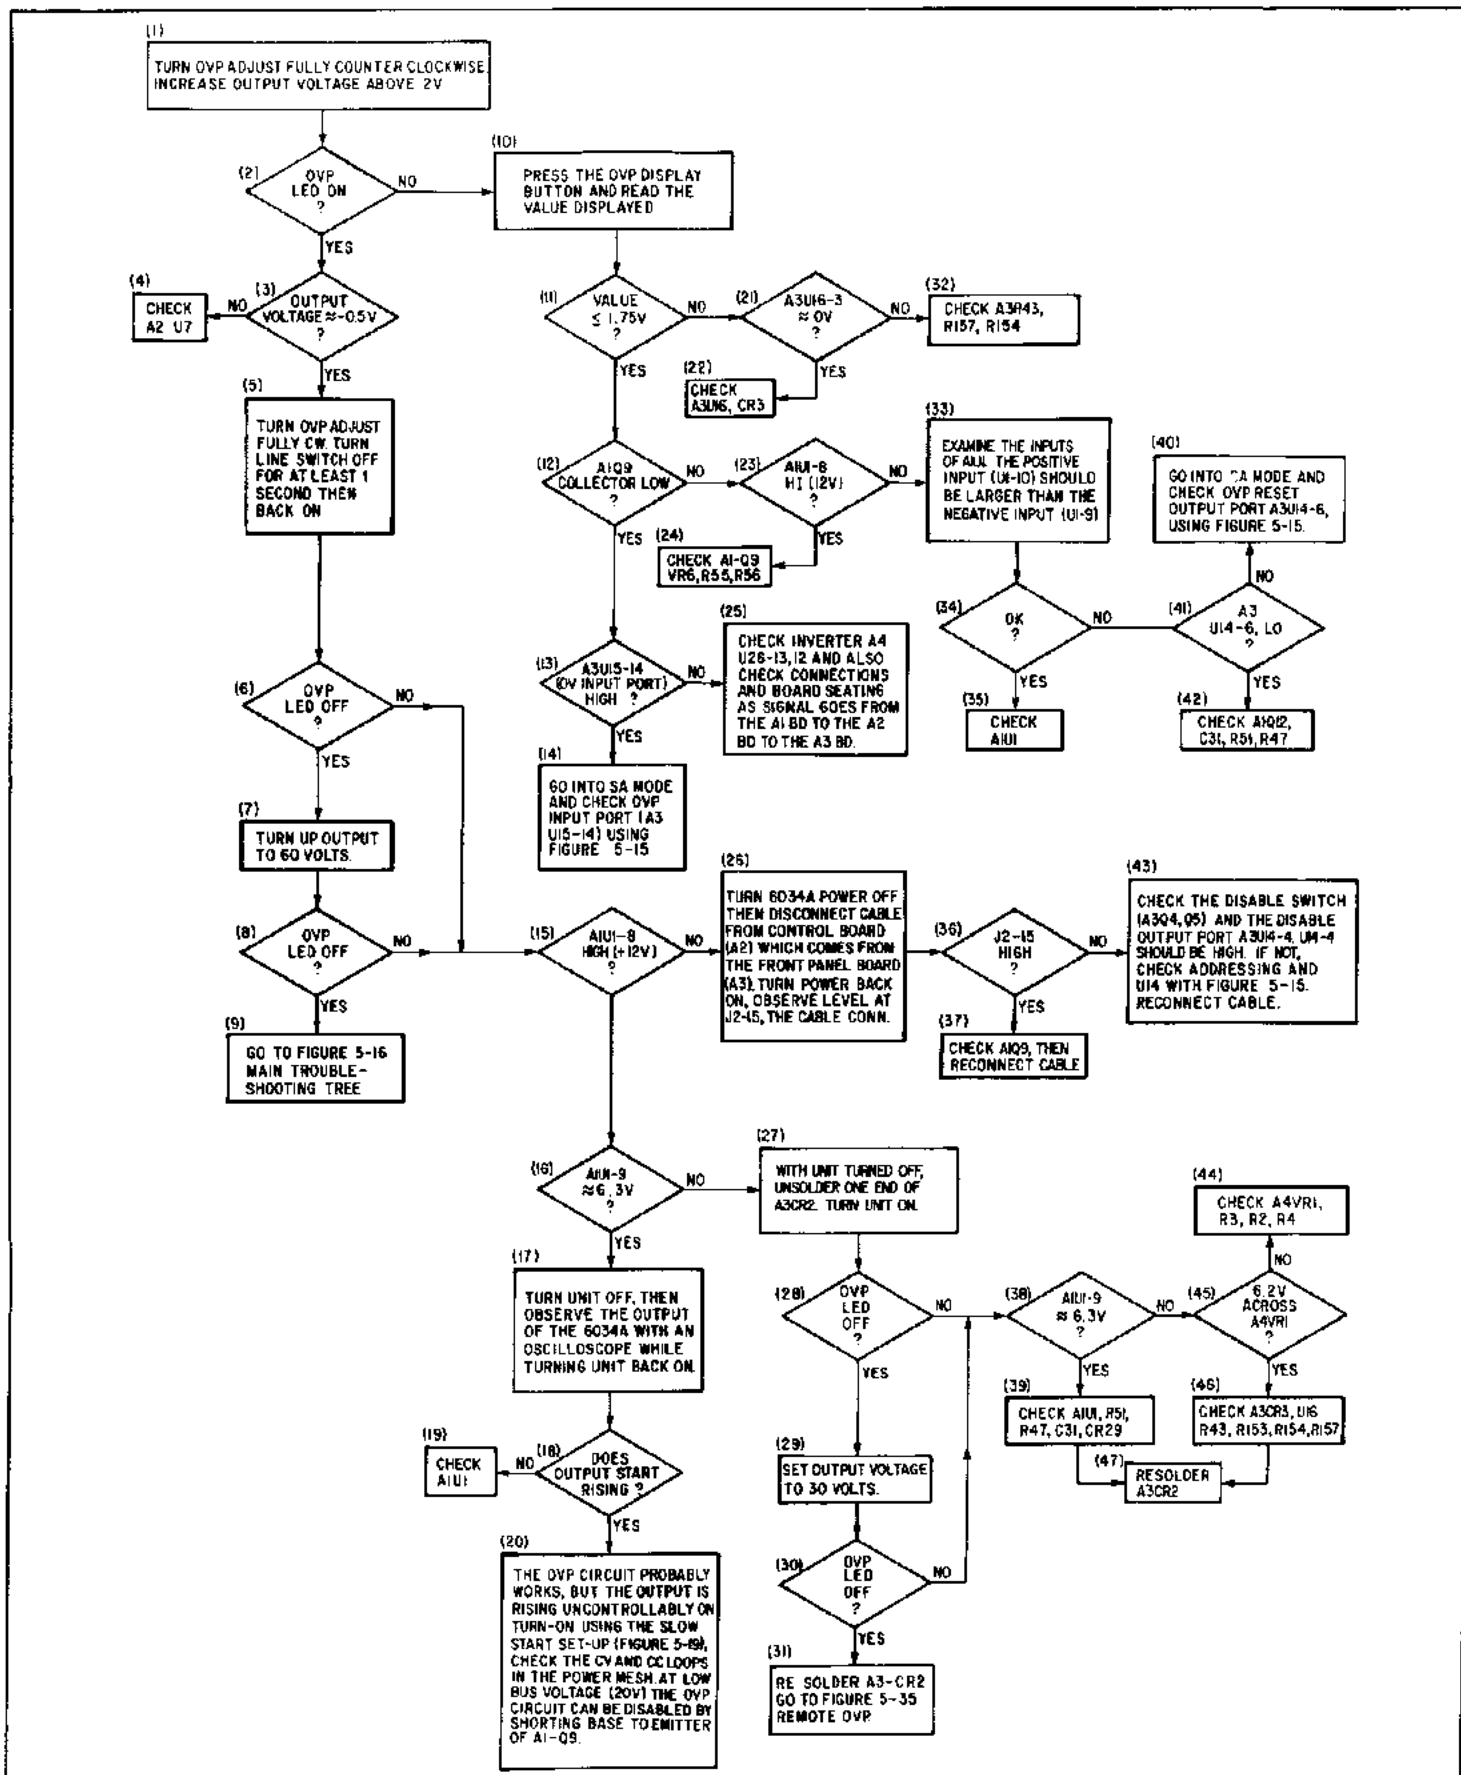 (1)
TURN OVP ADJUST FULLY COUNTER CLOCKWISE
INCREASE OUTPUT VOLTAGE ABOVE 2V
(2)
OVP
LED ON
?
NO
YES
(3)
OUTPUT
VOLTAGE ≈-0.5V
?
NO
YES
(4)
CHECK
A2 U7
(5)
TURN OVP ADJUST
FULLY CW. TURN
LINE SWITCH OFF
FOR AT LEAST 1
SECOND THEN
BACK ON
(6)
OVP
LED OFF
?
NO
YES
(7)
TURN UP OUTPUT
TO 60 VOLTS.
(8)
OVP
LED OFF
?
NO
YES
(9)
GO TO FIGURE 5-16
MAIN TROUBLE-
SHOOTING TREE
(10)
PRESS THE OVP DISPLAY
BUTTON AND READ THE
VALUE DISPLAYED
(11)
VALUE
≤ 1.75V
?
NO
YES
(12)
A1Q9
COLLECTOR LOW
?
NO
YES
(13)
A3U15-14
(OV INPUT PORT)
HIGH ?
NO
YES
(14)
GO INTO SA MODE
AND CHECK OVP
INPUT PORT (A3
U15-14) USING
FIGURE 5-15
(15)
A1U1-8
HIGH (+12V)
?
NO
YES
(16)
A1U1-9
≈6.3V
?
NO
YES
(17)
TURN UNIT OFF, THEN
OBSERVE THE OUTPUT
OF THE 6034A WITH AN
OSCILLOSCOPE WHILE
TURNING UNIT BACK ON.
(18)
DOES
OUTPUT START
RISING ?
NO
YES
(19)
CHECK
A1U1
(20)
THE OVP CIRCUIT PROBABLY
WORKS, BUT THE OUTPUT IS
RISING UNCONTROLLABLY ON
TURN-ON USING THE SLOW
START SET-UP (FIGURE 5-19),
CHECK THE CV AND CC LOOPS
IN THE POWER MESH. AT LOW
BUS VOLTAGE (20V) THE OVP
CIRCUIT CAN BE DISABLED BY
SHORTING BASE TO EMITTER
OF A1-Q9.
(21)
A3U16-3
≈ 0V
?
NO
YES
(22)
CHECK
A3U16, CR3
(23)
A1U1-8
HI (12V)
?
NO
YES
(24)
CHECK A1-Q9
VR6, R55, R56
(25)
CHECK INVERTER A4
U26-13,12 AND ALSO
CHECK CONNECTIONS
AND BOARD SEATING
AS SIGNAL GOES FROM
THE A1 BD TO THE A2
BD TO THE A3 BD.
(26)
TURN 6034A POWER OFF
THEN DISCONNECT CABLE
FROM CONTROL BOARD
(A2) WHICH COMES FROM
THE FRONT PANEL BOARD
(A3). TURN POWER BACK
ON, OBSERVE LEVEL AT
J2-15, THE CABLE CONN.
(27)
WITH UNIT TURNED OFF,
UNSOLDER ONE END OF
A3CR2. TURN UNIT ON.
(28)
OVP
LED
OFF
?
NO
YES
(29)
SET OUTPUT VOLTAGE
TO 30 VOLTS.
(30)
OVP
LED
OFF
?
NO
YES
(31)
RE SOLDER A3-CR2
GO TO FIGURE 5-35
REMOTE OVP.
(32)
CHECK A3R43,
R157, R154
(33)
EXAMINE THE INPUTS
OF A1U1. THE POSITIVE
INPUT (U1-10) SHOULD
BE LARGER THAN THE
NEGATIVE INPUT (U1-9)
(34)
OK
?
NO
YES
(35)
CHECK
A1U1
(36)
J2-15
HIGH
?
NO
YES
(37)
CHECK A1Q9, THEN
RECONNECT CABLE
(38)
A1U1-9
≈ 6.3V
?
NO
YES
(39)
CHECK A1U1, R51,
R47, C31, CR29
(40)
GO INTO SA MODE AND
CHECK OVP RESET
OUTPUT PORT A3U14-6,
USING FIGURE 5-15.
(41)
A3
U14-6, LO
?
NO
YES
(42)
CHECK A1Q12,
C31, R51, R47
(43)
CHECK THE DISABLE SWITCH
(A3Q4, Q5) AND THE DISABLE
OUTPUT PORT A3U14-4. U14-4
SHOULD BE HIGH. IF NOT,
CHECK ADDRESSING AND
U14 WITH FIGURE 5-15.
RECONNECT CABLE.
(44)
CHECK A4VR1,
R3, R2, R4
(45)
6.2V
ACROSS
A4VR1
?
NO
YES
(46)
CHECK A3CR3, U16
R43, R153, R154, R157
(47)
RESOLDER
A3CR2